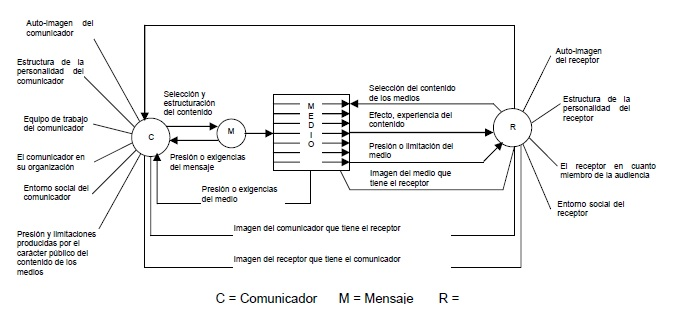 Auto-imagen del
comunicador
Estructura de la
personalidad del
comunicador
Equipo de trabajo
del comunicador
El comunicador en
su organización
Entorno social del
comunicador
Presión y limitaciones
producidas por el
carácter público del
contenido de los
medios
C
Selección y
estructuración
del contenido
M
Presión o exigencias
del mensaje
Presión o exigencias
del medio
MEDIO
Selección del contenido
de los medios
Efecto, experiencia del
contenido
Presión o limitación del
medio
Imagen del medio que
tiene el receptor
R
Auto-imagen
del receptor
Estructura de la
personalidad del
receptor
El receptor en cuanto
miembro de la audiencia
Entorno social del
receptor
Imagen del comunicador que tiene el receptor
Imagen del receptor que tiene el comunicador
C = Comunicador M = Mensaje R =